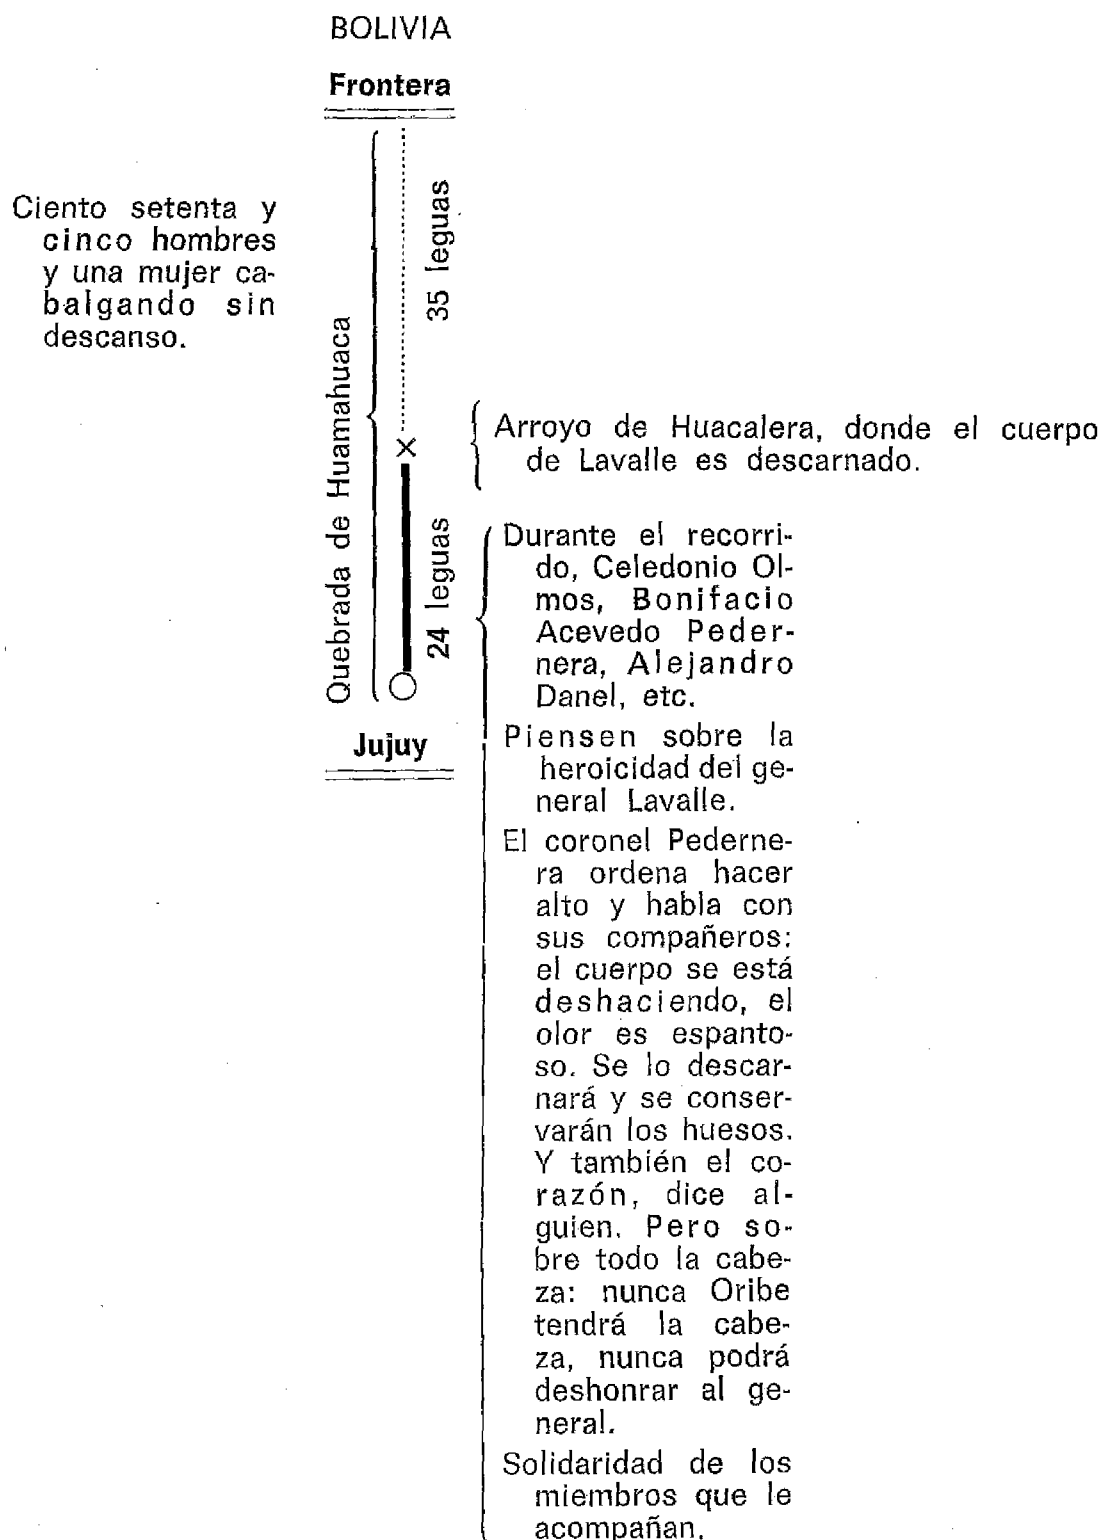 BOLIVIA
Frontera
Ciento setenta y
cinco hombres
y una mujer ca-
balgando sin
descanso.
Quebrada de Huamahuaca
35 leguas
24 leguas
Jujuy
Arroyo de Huacalera, donde el cuerpo
de Lavalle es descarnado.
Durante el recorri-
do, Celedonio Ol-
mos, Bonifacio
Acevedo Peder-
nera, Alejandro
Danel, etc.
Piensen sobre la
heroicidad del ge-
neral Lavalle.
El coronel Pederne-
ra ordena hacer
alto y habla con
sus compañeros:
el cuerpo se está
deshaciendo, el
olor es espanto-
so. Se lo descar-
nará y se conser-
varán los huesos.
Y también el co-
razón, dice al-
guien. Pero so-
bre todo la cabe-
za: nunca Oribe
tendrá la cabe-
za, nunca podrá
deshonrar al ge-
neral.
Solidaridad de los
miembros que le
acompañan.